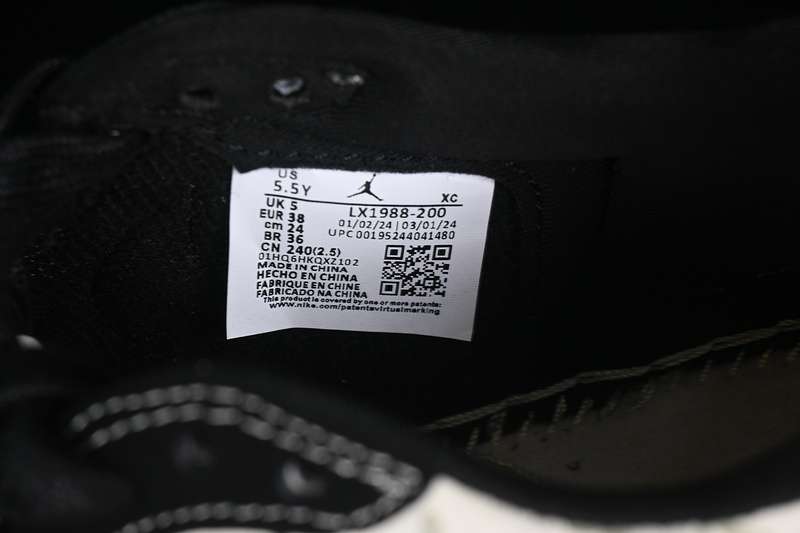 US
5.5Y
XC
UK 5
EUR 38
cm 24
BR 36
CN 240(2.5)
LX1988-200
01/02/24 | 03/01/24
UPC 00195244041480
01HQ6HKQXZ102
MADE IN CHINA
HECHO EN CHINA
FABRIQUE EN CHINE
FABRICADO NA CHINA
This product is covered by one or more patents:
www.nike.com/patentsvirtualmarking